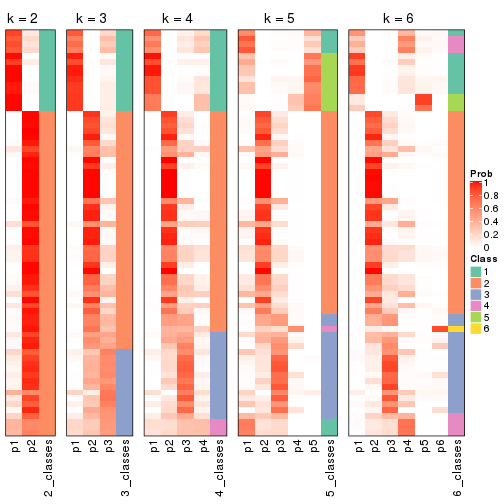 k = 2
k = 3
k = 4
k = 5
k = 6
p1
p2
2_classes
p1
p2
p3
3_classes
p1
p2
p3
p4
4_classes
p1
p2
p3
p4
p5
5_classes
p1
p2
p3
p4
p5
p6
6_classes
Prob
1
0.8
0.6
0.4
0.2
0
Class
1
2
3
4
5
6